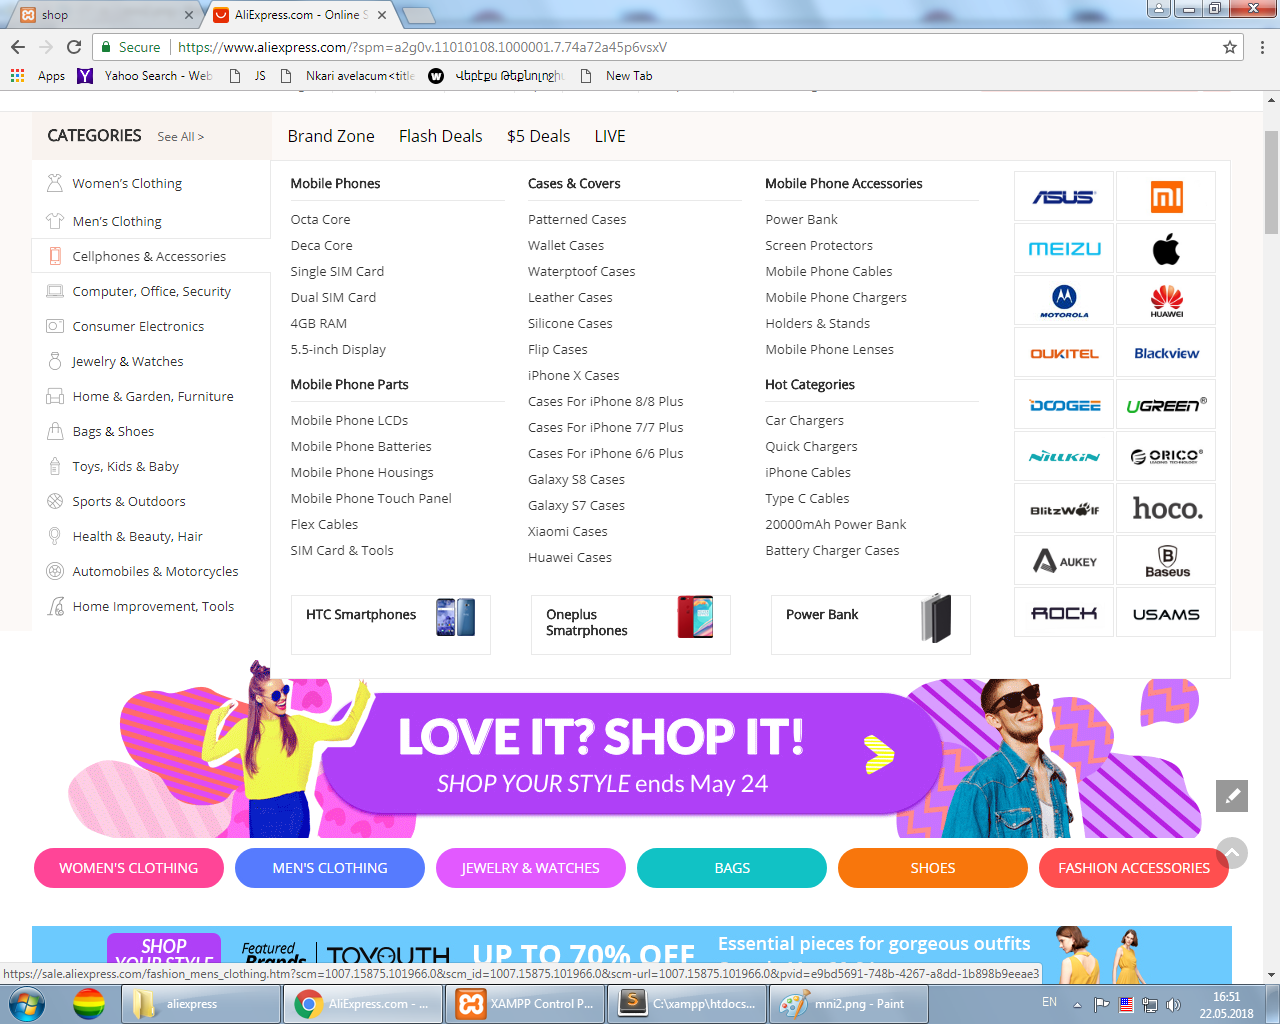 shop
AliExpress.com - Online S
Secure
https://www.aliexpress.com/?spm=a2g0v.11010108.1000001.7.74a72a45p6vsxV
Apps
Yahoo Search - Web
JS
Nkari avelacum<title
Վեբէքս Թեքնոլոջի
New Tab
CATEGORIES
See All >
Brand Zone
Flash Deals
$5 Deals
LIVE
Women's Clothing
Men's Clothing
Cellphones & Accessories
Computer, Office, Security
Consumer Electronics
Jewelry & Watches
Home & Garden, Furniture
Bags & Shoes
Toys, Kids & Baby
Sports & Outdoors
Health & Beauty, Hair
Automobiles & Motorcycles
Home Improvement, Tools
Mobile Phones
Octa Core
Deca Core
Single SIM Card
Dual SIM Card
4GB RAM
5.5-inch Display
Mobile Phone Parts
Mobile Phone LCDs
Mobile Phone Batteries
Mobile Phone Housings
Mobile Phone Touch Panel
Flex Cables
SIM Card & Tools
Cases & Covers
Patterned Cases
Wallet Cases
Waterptoof Cases
Leather Cases
Silicone Cases
Flip Cases
iPhone X Cases
Cases For iPhone 8/8 Plus
Cases For iPhone 7/7 Plus
Cases For iPhone 6/6 Plus
Galaxy S8 Cases
Galaxy S7 Cases
Xiaomi Cases
Huawei Cases
Mobile Phone Accessories
Power Bank
Screen Protectors
Mobile Phone Cables
Mobile Phone Chargers
Holders & Stands
Mobile Phone Lenses
Hot Categories
Car Chargers
Quick Chargers
iPhone Cables
Type C Cables
20000mAh Power Bank
Battery Charger Cases
ASUS
MI
MEIZU
MOTOROLA
HUAWEI
OUKITEL
Blackview
DOOGEE
UGREEN®
NILLKIN
ORICO®
LEADING TECHNOLOGY
BlitzWolf
hoco.
AUKEY
B
Baseus
ROCK
USAMS
HTC Smartphones
Oneplus
Smatrphones
Power Bank
LOVE IT? SHOP IT!
SHOP YOUR STYLE ends May 24
WOMEN'S CLOTHING
MEN'S CLOTHING
JEWELRY & WATCHES
BAGS
SHOES
FASHION ACCESSORIES
SHOP
YOUR STYLE
Featured
Brands
TOYOUTH
UP TO 70% OFF
Essential pieces for gorgeous outfits
https://sale.aliexpress.com/fashion_mens_clothing.htm?scm=1007.15875.101966.0&scm_id=1007.15875.101966.0&scm-url=1007.15875.101966.0&pvid=e9bd5691-748b-4267-a8dd-1b898b9eeae3
aliexpress
AliExpress.com - ...
XAMPP Control P...
C:\xampp\htdocs...
mni2.png - Paint
EN
16:51
22.05.2018